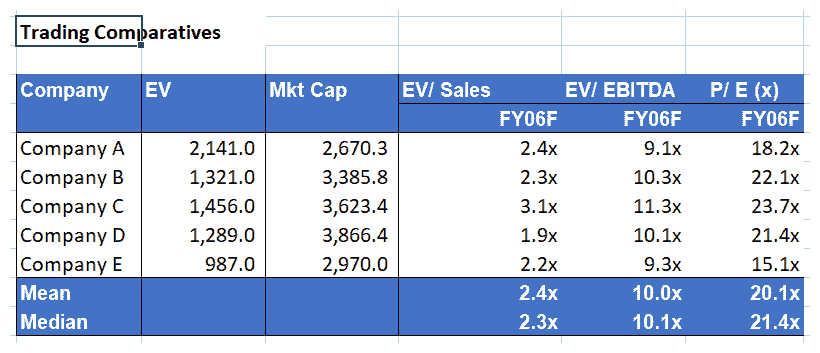 Trading Comparatives
Company EV Mkt Cap EV/ Sales EV/ EBITDA P/ E (x)
FY06F FY06F FY06F
Company A 2,141.0 2,670.3 2.4x 9.1x 18.2x
Company B 1,321.0 3,385.8 2.3x 10.3x 22.1x
Company C 1,456.0 3,623.4 3.1x 11.3x 23.7x
Company D 1,289.0 3,866.4 1.9x 10.1x 21.4x
Company E 987.0 2,970.0 2.2x 9.3x 15.1x
Mean 2.4x 10.0x 20.1x
Median 2.3x 10.1x 21.4x